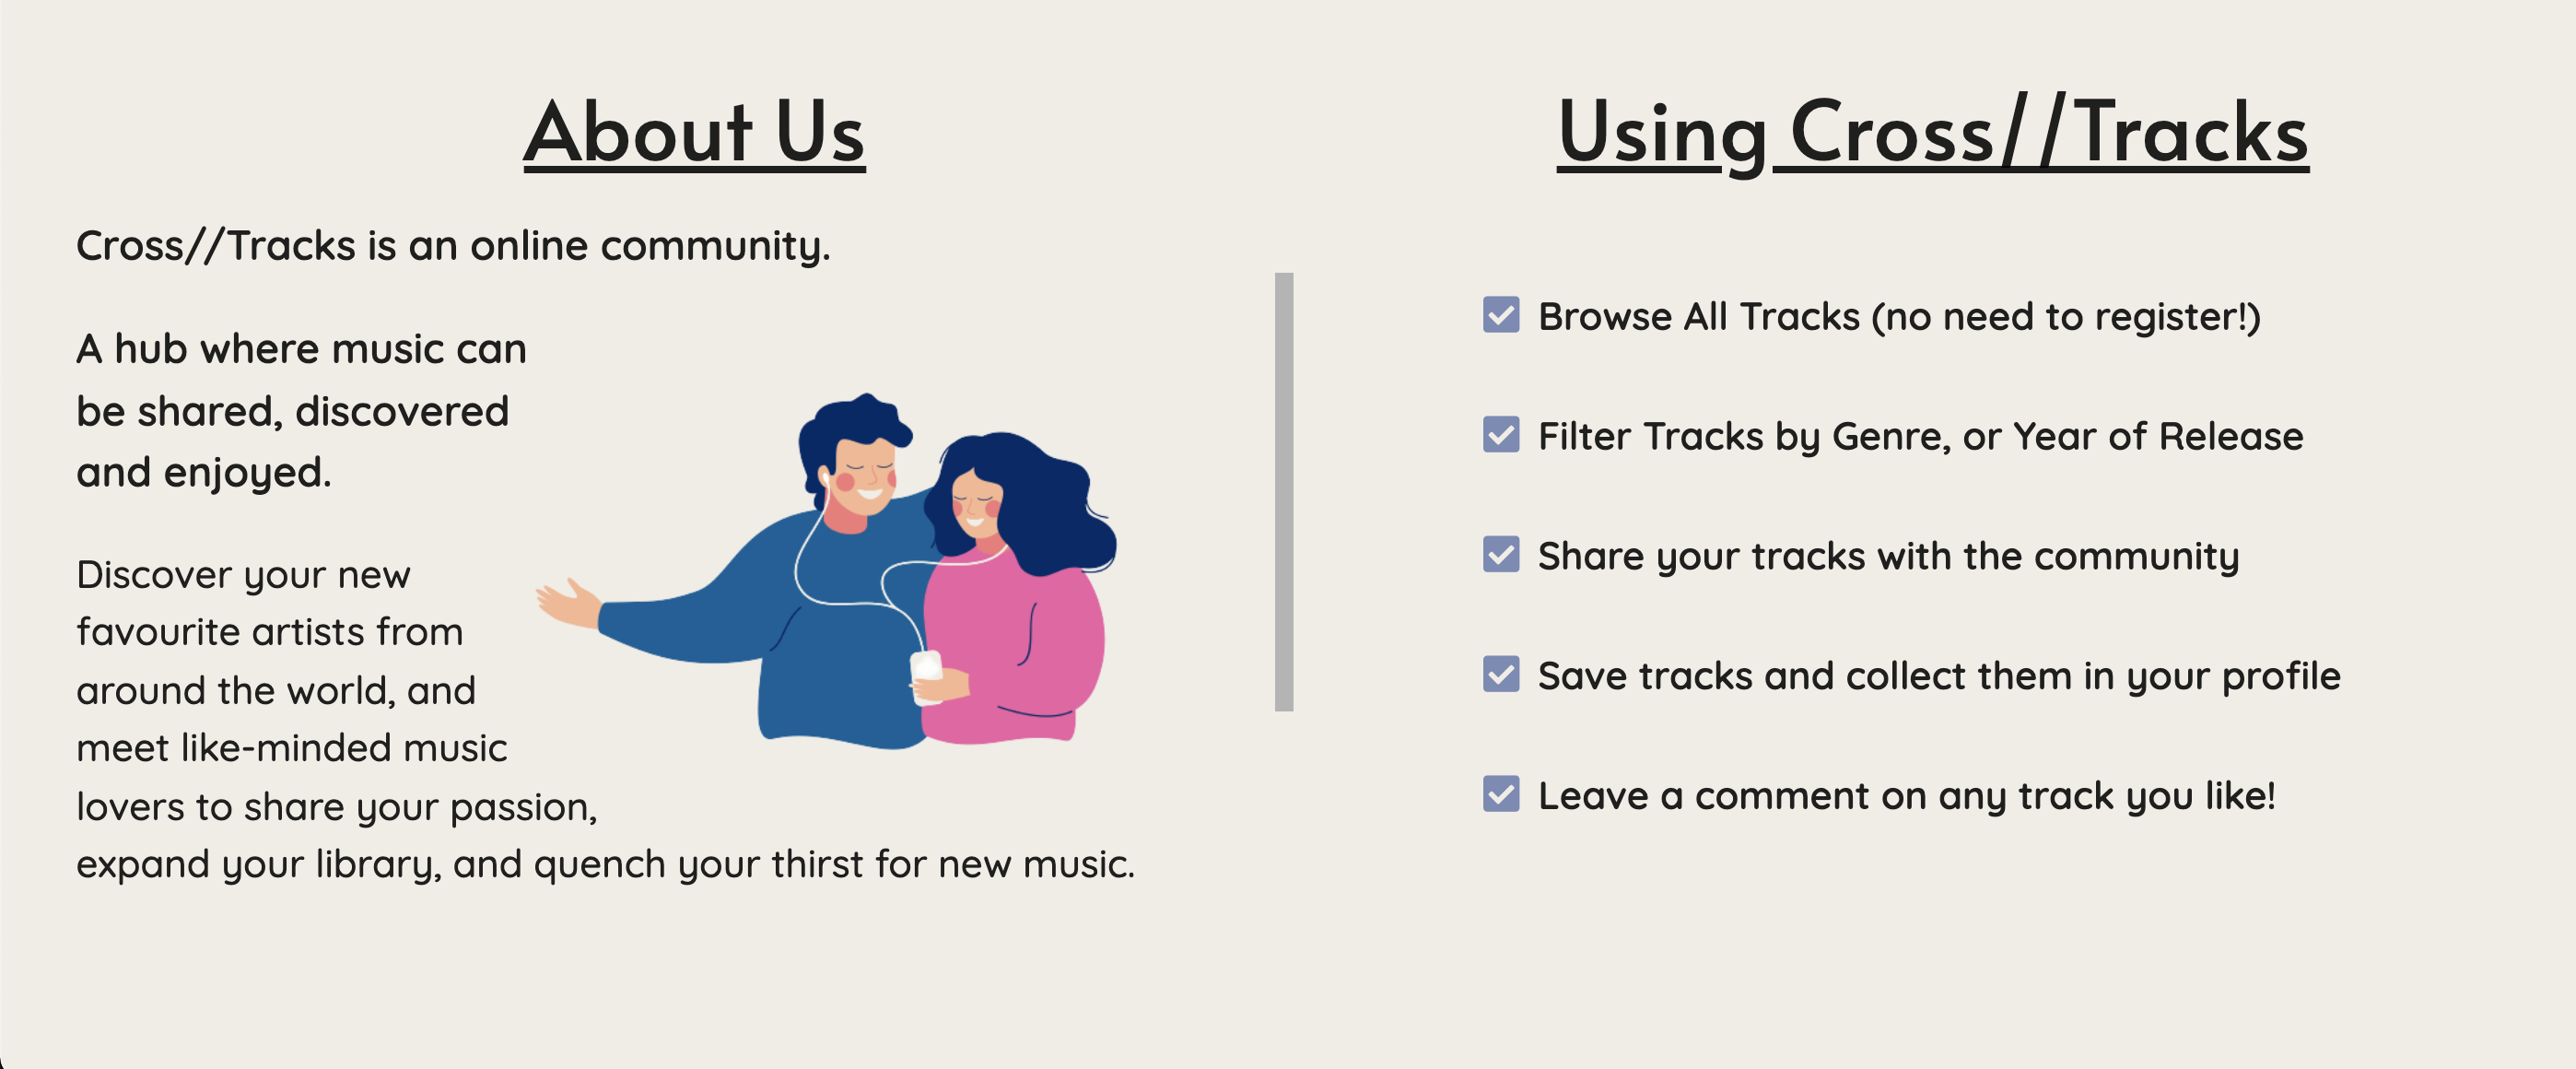 About Us
Cross//Tracks is an online community.
A hub where music can
be shared, discovered
and enjoyed.
Discover your new
favourite artists from
around the world, and
meet like-minded music
lovers to share your passion,
expand your library, and quench your thirst for new music.
Using Cross//Tracks
Browse All Tracks (no need to register!)
Filter Tracks by Genre, or Year of Release
Share your tracks with the community
Save tracks and collect them in your profile
Leave a comment on any track you like!